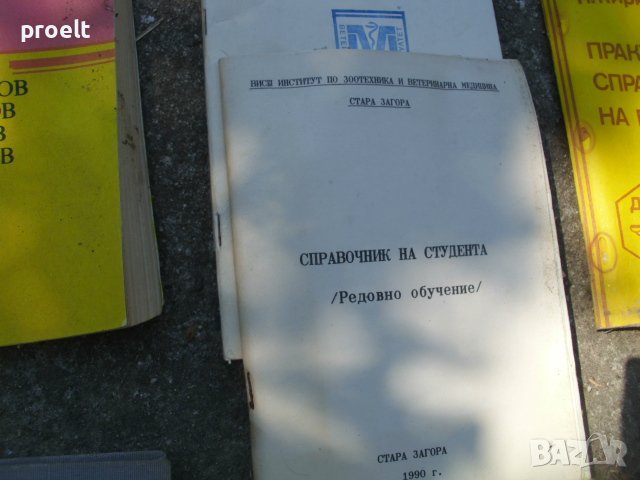 proelt
ОВ
ОВ
В
ОВ
ВИСШ ИНСТИТУТ ПО ЗООТЕХНИКА И ВЕТЕРИНАРНА МЕДИЦИНА
СТАРА ЗАГОРА
СПРАВОЧНИК НА СТУДЕНТА
/Редовно обучение/
СТАРА ЗАГОРА
1990 г.
ПРАК
СПРА
НА
BAZAR